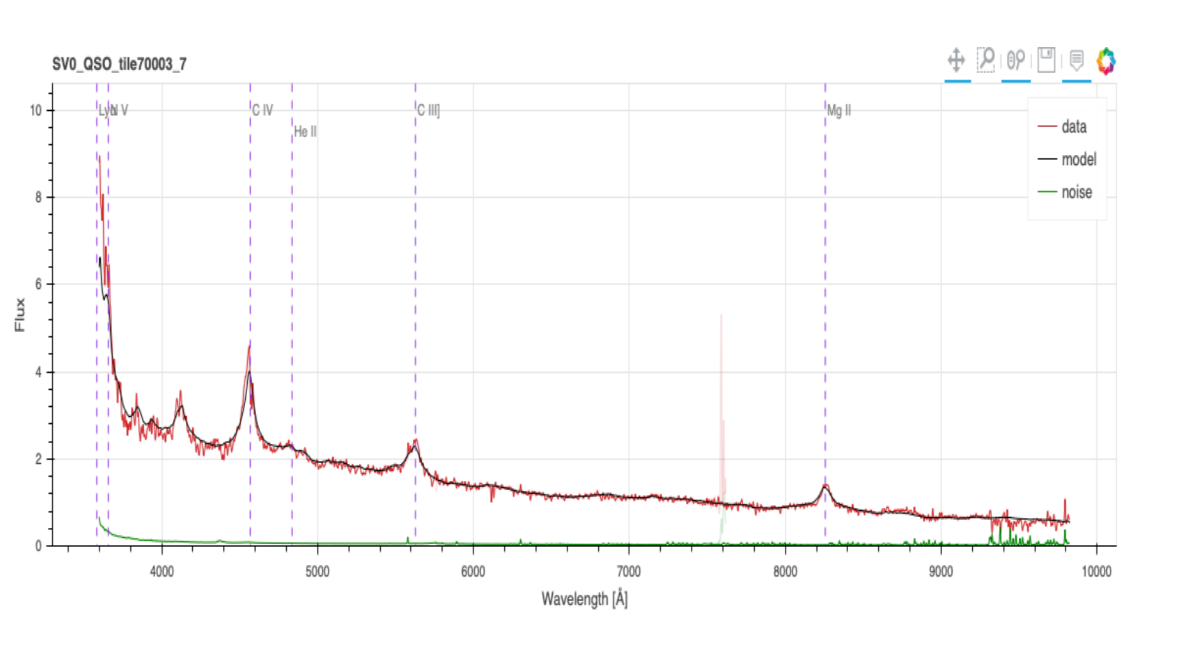 SV0_QSO_tile70003_7
N V
C IV
He II
C III]
Mg II
data
model
noise
10
8
6
4
2
0
Flux
4000 5000 6000 7000 8000 9000 10000
Wavelength [Å]